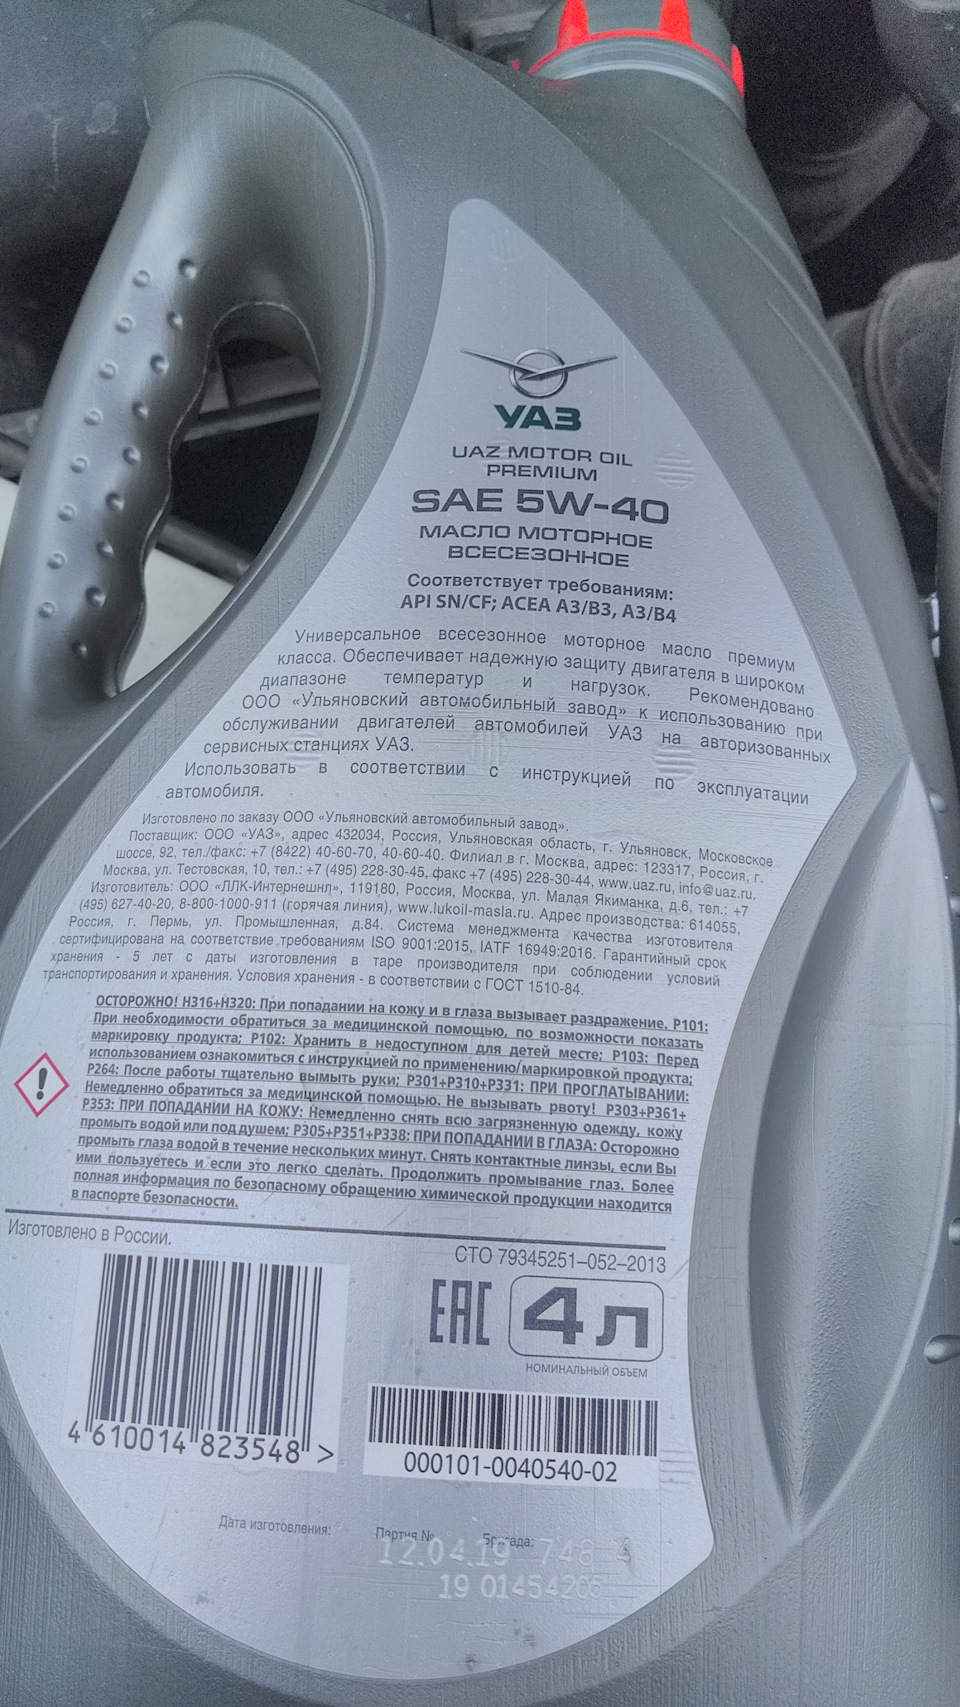 УАЗ
UAZ MOTOR OIL
PREMIUM
SAE 5W-40
МАСЛО МОТОРНОЕ
ВСЕСЕЗОННОЕ
Соответствует требованиям:
API SN/CF; ACEA A3/B3, A3/B4
Универсальное всесезонное моторное масло премиум
класса. Обеспечивает надежную защиту двигателя в широком
диапазоне температур и нагрузок. Рекомендовано
ООО «Ульяновский автомобильный завод» к использованию при
обслуживании двигателей автомобилей УАЗ на авторизованных
сервисных станциях УАЗ.
Использовать в соответствии с инструкцией по эксплуатации
автомобиля.
Изготовлено по заказу ООО «Ульяновский автомобильный завод».
Поставщик: ООО «УАЗ», адрес 432034, Россия, Ульяновская область, г. Ульяновск, Московское
шоссе, 92, тел./факс: +7 (8422) 40-60-70, 40-60-40. Филиал в г. Москва, адрес: 123317, Россия, г.
Москва, ул. Тестовская, 10, тел.: +7 (495) 228-30-45, факс +7 (495) 228-30-44, www.uaz.ru, info@uaz.ru.
Изготовитель: ООО «ЛЛК-Интернешнл», 119180, Россия, Москва, ул. Малая Якиманка, д.6, тел.: +7
(495) 627-40-20, 8-800-1000-911 (горячая линия), www.lukoil-masla.ru. Адрес производства: 614055,
Россия, г. Пермь, ул. Промышленная, д.84. Система менеджмента качества изготовителя
сертифицирована на соответствие требованиям ISO 9001:2015, IATF 16949:2016. Гарантийный срок
хранения - 5 лет с даты изготовления в таре производителя при соблюдении условий
транспортирования и хранения. Условия хранения - в соответствии с ГОСТ 1510-84.
ОСТОРОЖНО! H316+H320: При попадании на кожу и в глаза вызывает раздражение. P101:
При необходимости обратиться за медицинской помощью, по возможности показать
маркировку продукта; P102: Хранить в недоступном для детей месте; P103: Перед
использованием ознакомиться с инструкцией по применению/маркировкой продукта;
P264: После работы тщательно вымыть руки; P301+P310+P331: ПРИ ПРОГЛАТЫВАНИИ:
Немедленно обратиться за медицинской помощью. Не вызывать рвоту! P303+P361+
P353: ПРИ ПОПАДАНИИ НА КОЖУ: Немедленно снять всю загрязненную одежду, кожу
промыть водой или под душем; P305+P351+P338: ПРИ ПОПАДАНИИ В ГЛАЗА: Осторожно
промыть глаза водой в течение нескольких минут. Снять контактные линзы, если Вы
ими пользуетесь и если это легко сделать. Продолжить промывание глаз. Более
полная информация по безопасному обращению химической продукции находится
в паспорте безопасности.
Изготовлено в России.
СТО 79345251–052–2013
EAC
4 л
НОМИНАЛЬНЫЙ ОБЪЕМ
4 610014 823548 >
000101-0040540-02
Дата изготовления: Партия № Бригада:
12.04.19 748 4
19 01454206